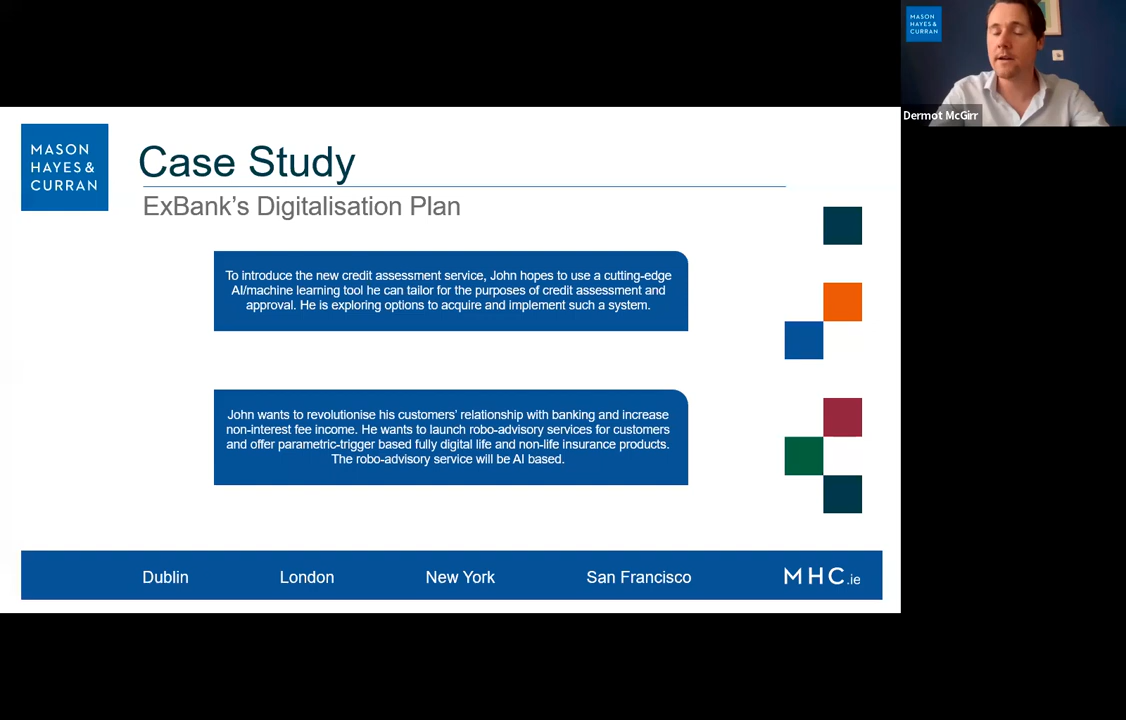 MASON
HAYES &
CURRAN
Dermot McGirr
MASON
HAYES &
CURRAN
Case Study
ExBank's Digitalisation Plan
To introduce the new credit assessment service, John hopes to use a cutting-edge
AI/machine learning tool he can tailor for the purposes of credit assessment and
approval. He is exploring options to acquire and implement such a system.
John wants to revolutionise his customers' relationship with banking and increase
non-interest fee income. He wants to launch robo-advisory services for customers
and offer parametric-trigger based fully digital life and non-life insurance products.
The robo-advisory service will be AI based.
Dublin London New York San Francisco MHC.ie